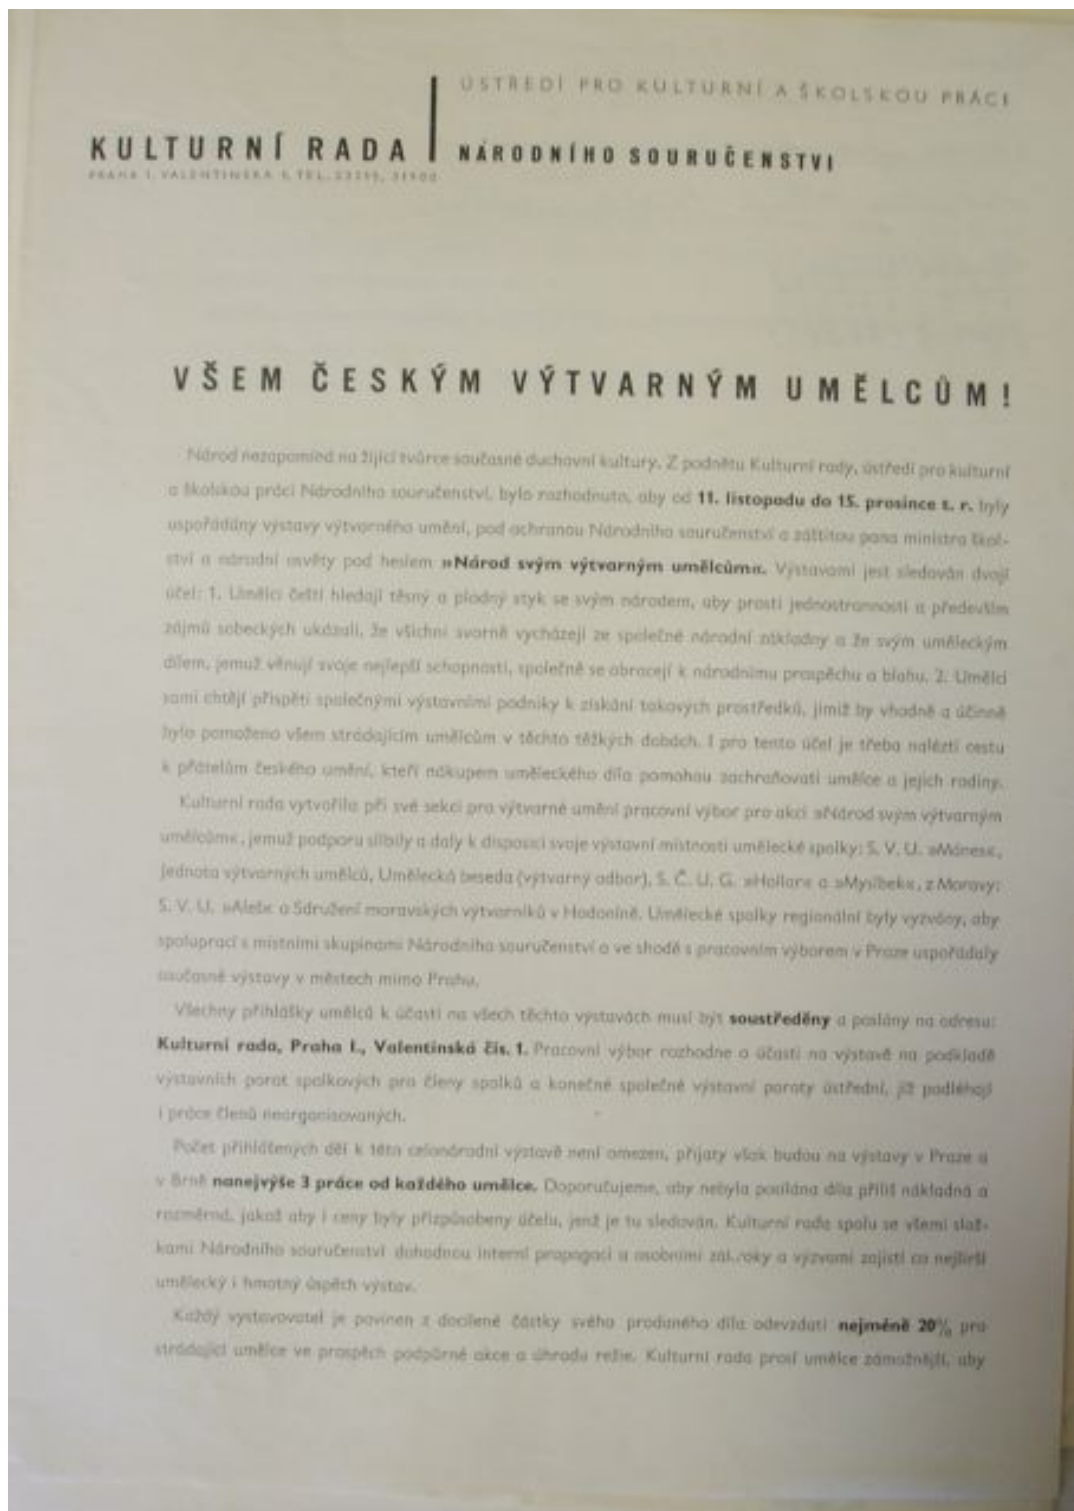 ÚSTŘEDÍ PRO KULTURNÍ A ŠKOLSKOU PRÁCI
KULTURNÍ RADA
NÁRODNÍHO SOURUČENSTVÍ
PRAHA I, VALENTINSKÁ 1, TEL.
VŠEM ČESKÝM VÝTVARNÝM UMĚLCŮM!
Národ nezapomíná na žijící tvůrce současné duchovní kultury. Z podnětu Kulturní rady, ústředí pro kulturní
a školskou práci Národního souručenství, bylo rozhodnuto, aby od 11. listopadu do 15. prosince t. r. byly
uspořádány výstavy výtvarného umění, pod ochranou Národního souručenství a záštitou pana ministra škol-
ství a národní osvěty pod heslem »Národ svým výtvarným umělcům«. Výstavami jest sledován dvojí
účel: 1. Umělci čeští hledají těsný a plodný styk se svým národem, aby prosti jednostrannosti a především
zájmů sobeckých ukázali, že všichni svorně vycházejí ze společné národní základny a že svým uměleckým
dílem, jemuž věnují svoje nejlepší schopnosti, společně se obracejí k národnímu prospěchu a blahu. 2. Umělci
sami chtějí přispěti společnými výstavními podniky k získání takových prostředků, jimiž by vhodně a účinně
bylo pomoženo všem strádajícím umělcům v těchto těžkých dobách. I pro tento účel je třeba nalézti cestu
k přátelům českého umění, kteří nákupem uměleckého díla pomohou zachraňovati umělce a jejich rodiny.
Kulturní rada vytvořila při své sekci pro výtvarné umění pracovní výbor pro akci »Národ svým výtvarným
umělcům«, jemuž podporu slíbily a daly k disposici svoje výstavní místnosti umělecké spolky: S. V. U. »Mánes«,
Jednota výtvarných umělců, Umělecká beseda (výtvarný odbor), S. Č. U. G. »Hollar« a »Myslbek«, z Moravy:
S. V. U. »Aleš« a Sdružení moravských výtvarníků v Hodoníně. Umělecké spolky regionální byly vyzvány, aby
spoluprací s místními skupinami Národního souručenství a ve shodě s pracovním výborem v Praze uspořádaly
současné výstavy v městech mimo Prahu.
Všechny přihlášky umělců k účasti na všech těchto výstavách musí být soustředěny a poslány na adresu:
Kulturní rada, Praha I., Valentinská čís. 1. Pracovní výbor rozhodne o účasti na výstavě na podkladě
výstavních porot spolkových pro členy spolků a konečné společné výstavní poroty ústřední, jíž podléhají
i práce členů neorganisovaných.
Počet přihlášených děl k této celonárodní výstavě není omezen, přijaty však budou na výstavy v Praze a
v Brně nanejvýše 3 práce od každého umělce. Doporučujeme, aby nebyla posílána díla příliš nákladná a
rozměrná, jakož aby i ceny byly přizpůsobeny účelu, jenž je tu sledován. Kulturní rada spolu se všemi slož-
kami Národního souručenství dohodnou interní propagaci a osobními zákroky a výzvami zajistí co nejširší
umělecký i hmotný úspěch výstav.
Každý vystavovatel je povinen z docílené částky svého prodaného díla odevzdati nejméně 20% pro
strádající umělce ve prospěch podpůrné akce a úhradu režie. Kulturní rada prosí umělce zámožnější, aby